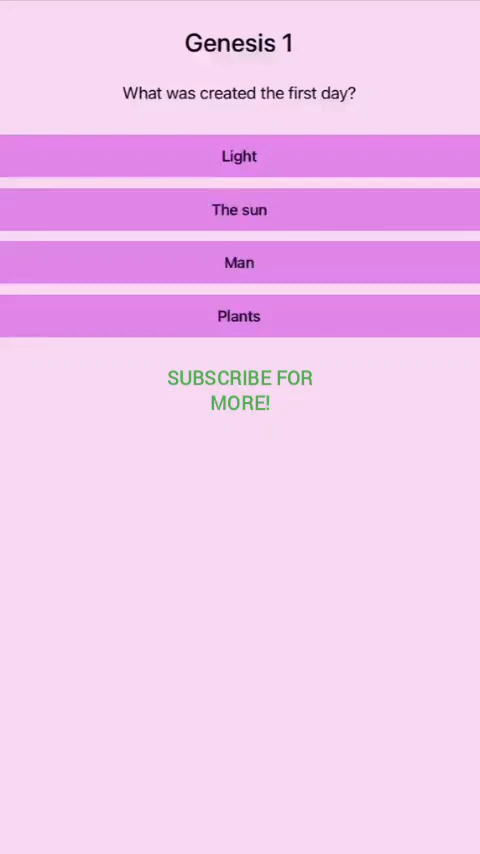 Genesis 1
What was created the first day?
Light
The sun
Man
Plants
SUBSCRIBE FOR
MORE!